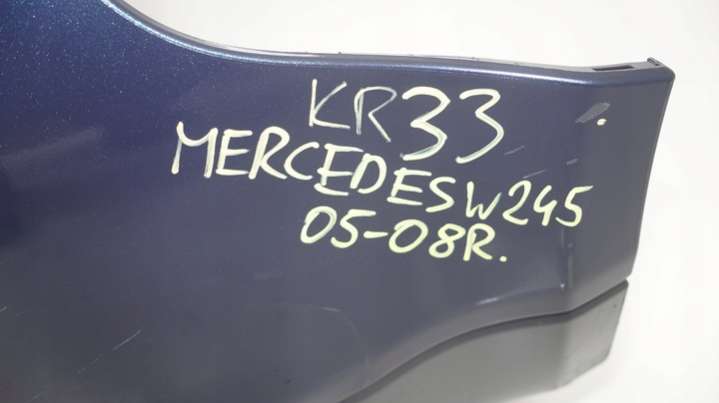 KR33
MERCEDES W245
05-08R.